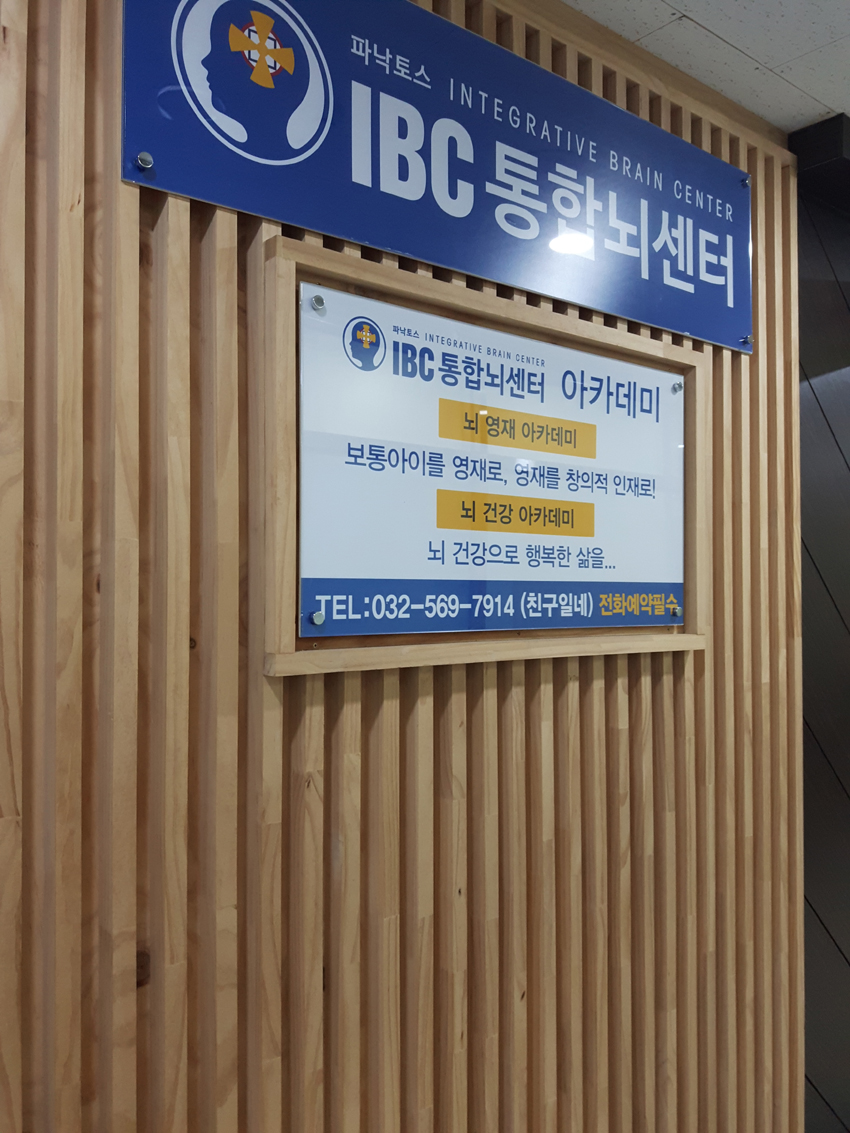 파낙토스 INTEGRATIVE BRAIN CENTER
IBC 통합뇌센터
파낙토스 INTEGRATIVE BRAIN CENTER
IBC 통합뇌센터 아카데미
뇌 영재 아카데미
보통아이를 영재로, 영재를 창의적 인재로!
뇌 건강 아카데미
뇌 건강으로 행복한 삶을...
TEL:032-569-7914 (친구일네) 전화예약필수